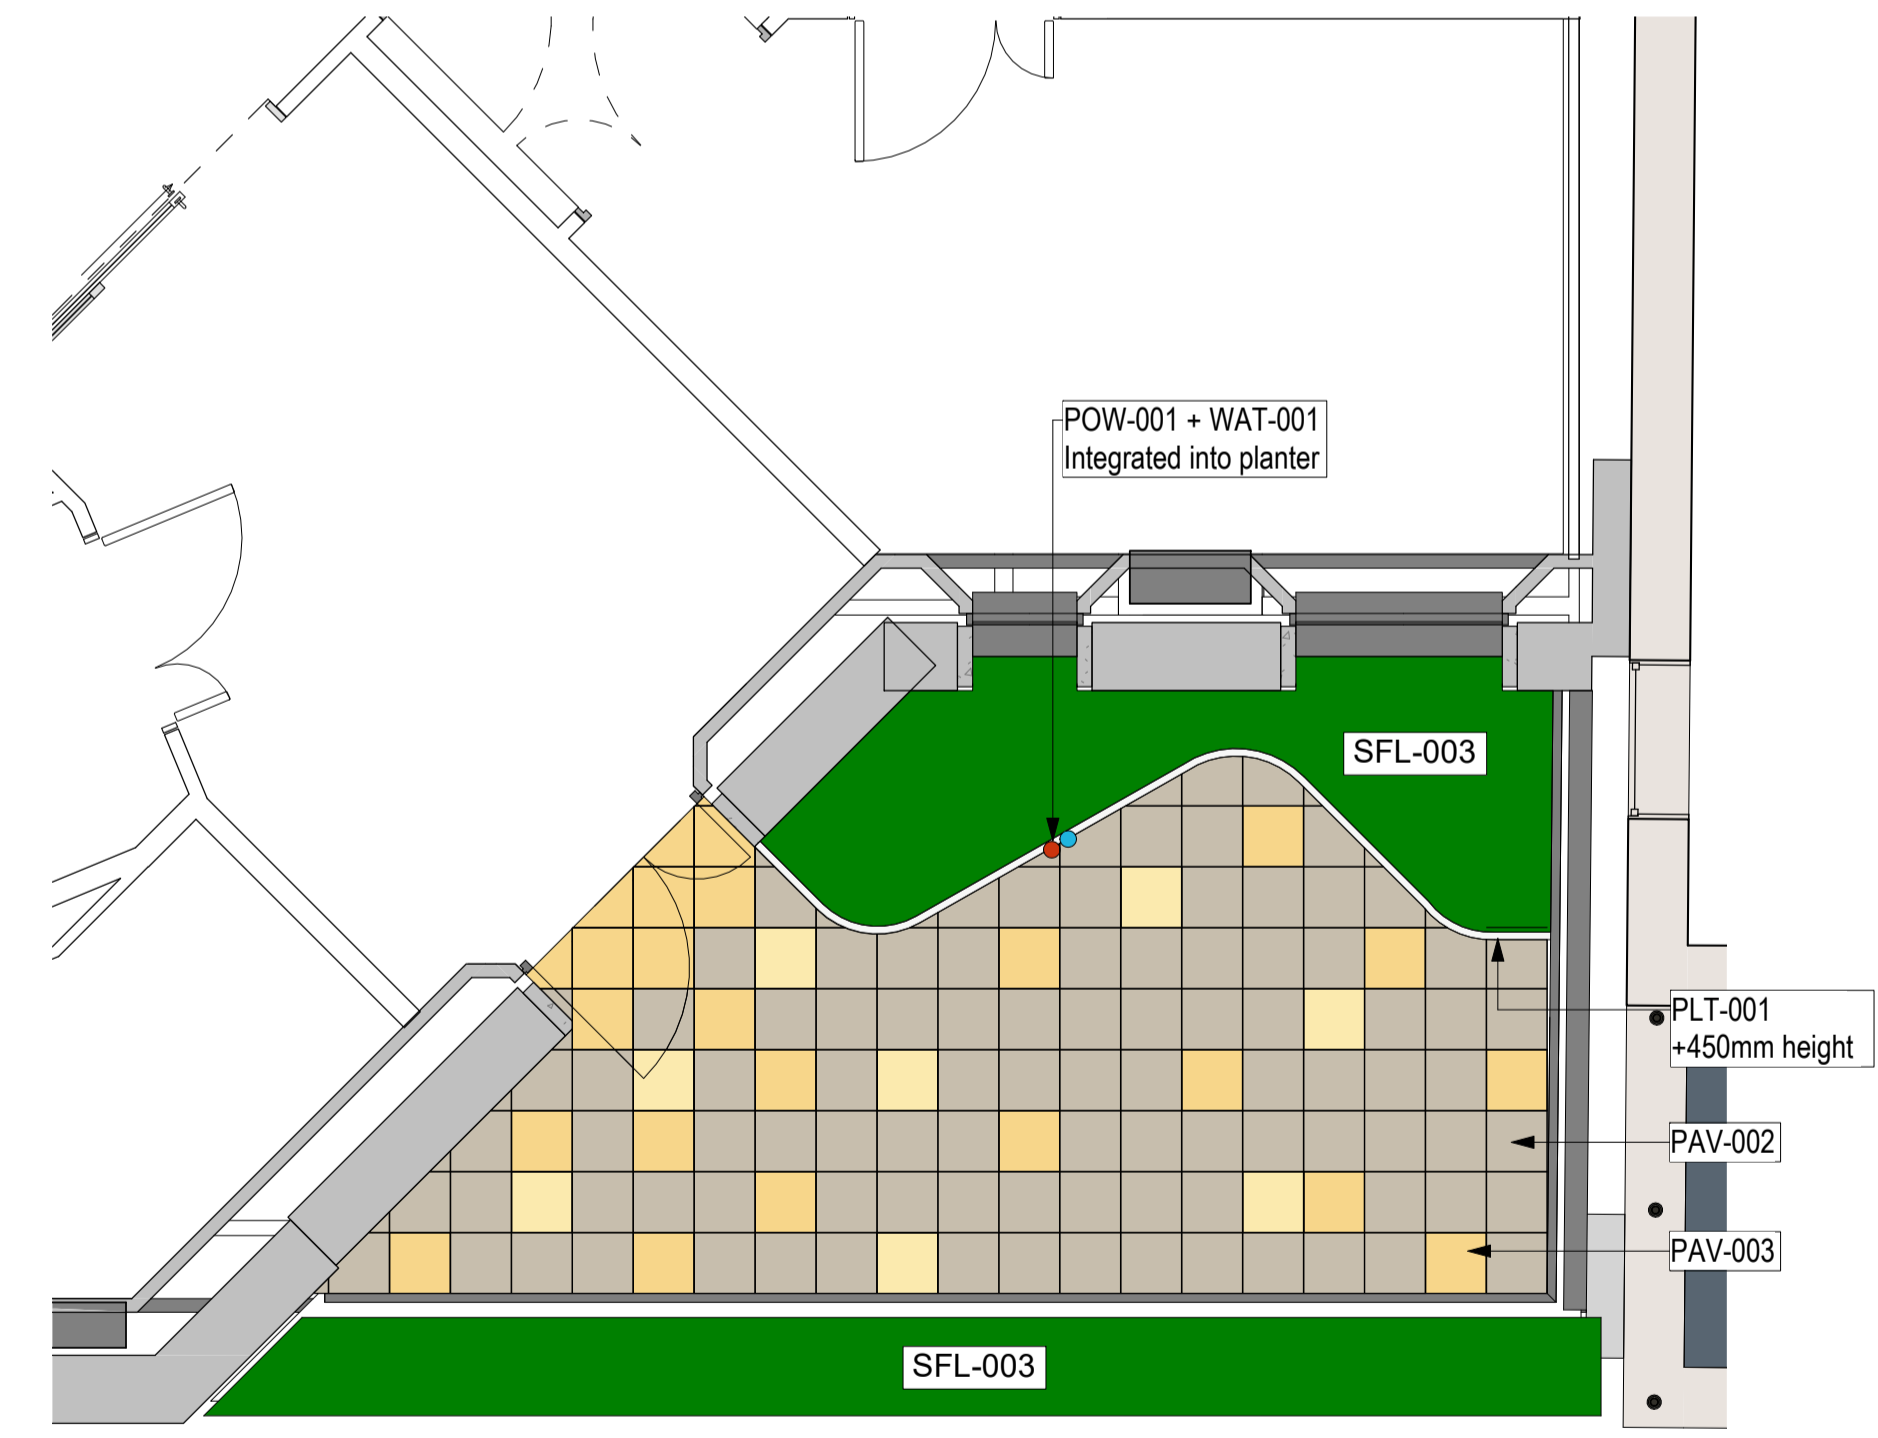 POW-001 + WAT-001
Integrated into planter
SFL-003
PLT-001
+450mm height
PAV-002
PAV-003
SFL-003